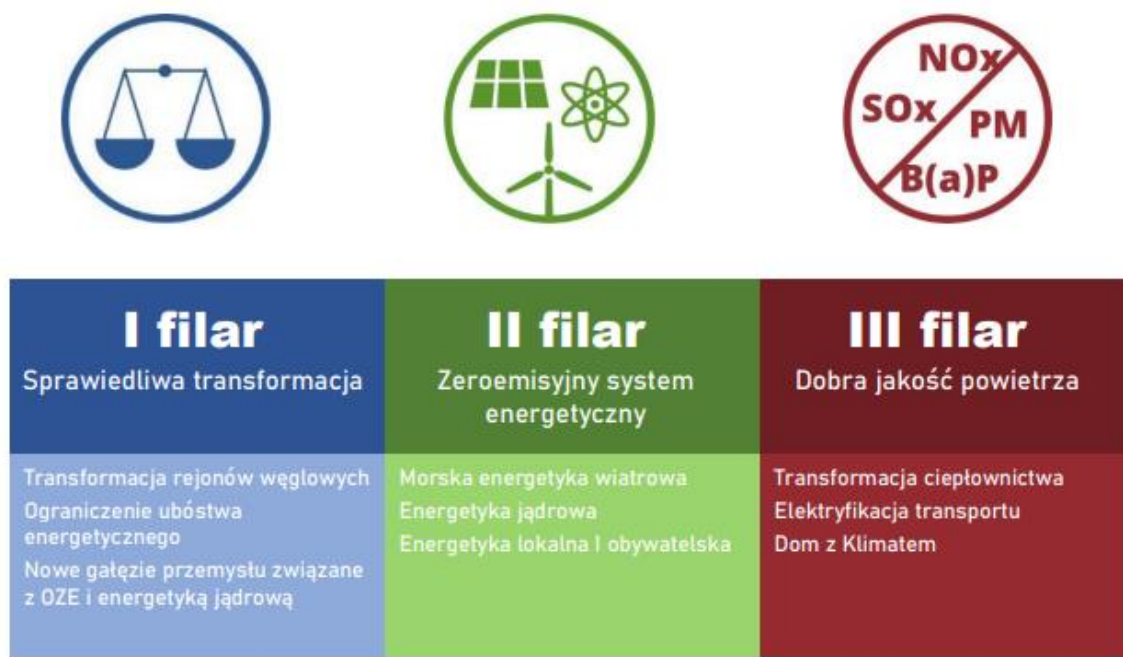 NOx
SOx
PM
B(a)P
I filar
Sprawiedliwa transformacja
Transformacja rejonów węglowych
Ograniczenie ubóstwa
energetycznego
Nowe gałęzie przemysłu związane
z OZE i energetyką jądrową
II filar
Zeroemisyjny system
energetyczny
Morska energetyka wiatrowa
Energetyka jądrowa
Energetyka lokalna I obywatelska
III filar
Dobra jakość powietrza
Transformacja ciepłownictwa
Elektryfikacja transportu
Dom z Klimatem